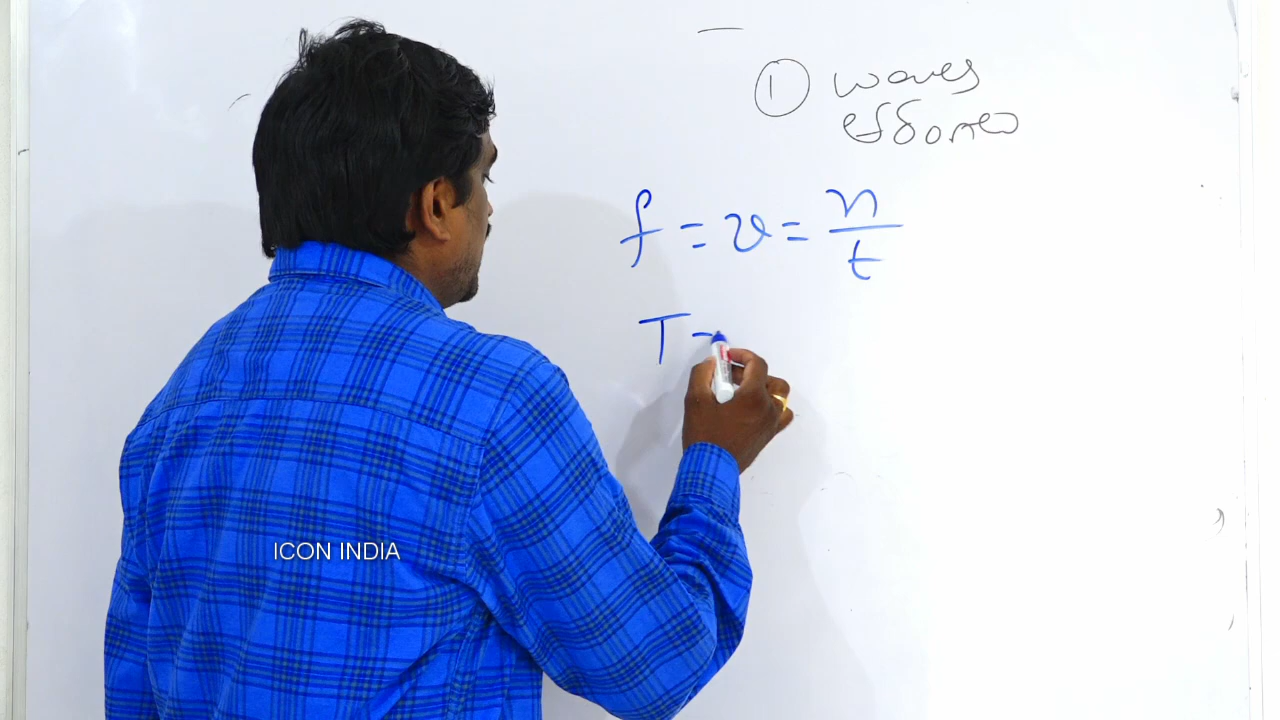 ① waves
తరంగాలు
f = ν = n/t
T =
ICON INDIA